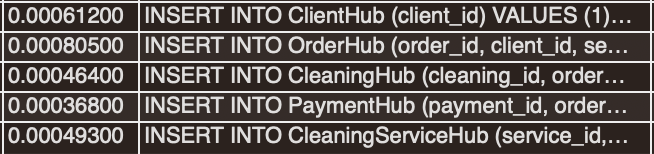 0.00061200 INSERT INTO ClientHub (client_id) VALUES (1)...
0.00080500 INSERT INTO OrderHub (order_id, client_id, se...
0.00046400 INSERT INTO CleaningHub (cleaning_id, order...
0.00036800 INSERT INTO PaymentHub (payment_id, order...
0.00049300 INSERT INTO CleaningServiceHub (service_id,...